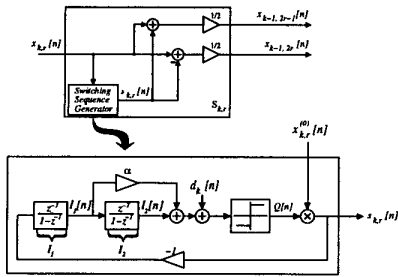 1/2
x_{k-1, 2r-1}[n]
1/2
x_{k,r}[n]
x_{k-1, 2r}[n]
Switching
Sequence
Generator
s_{k,r}[n]
S_{k,r}
x_{k,r}^{(0)}[n]
α
d_k[n]
z^{-1}
1-z^{-1}
I_1[n]
z^{-1}
1-z^{-1}
I_2[n]
Q[n]
s_{k,r}[n]
I_1
I_2
-1